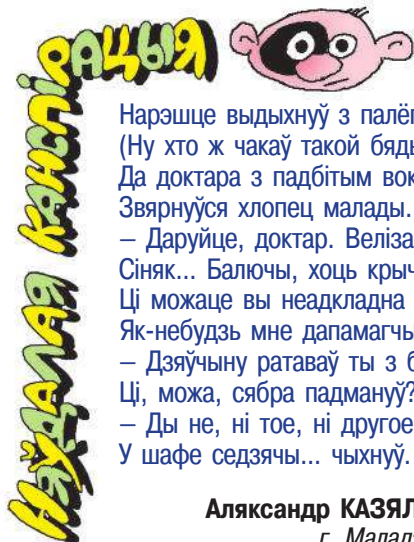 Няўдалая канспірацыя
Нарэшце выдыхнуў з палёг
(Ну хто ж чакаў такой бядь
Да доктара з падбітым вок
Звярнуўся хлопец малады.
– Даруйце, доктар. Веліза
Сіняк... Балючы, хоць крыч
Ці можаце вы неадкладна
Як-небудзь мне дапамагчь
– Дзяўчыну ратаваў ты з б
Ці, можа, сябра падмануў?
– Ды не, ні тое, ні другое
У шафе седзячы... чыхнуў.
Аляксандр КАЗЯЛ
г. Малад